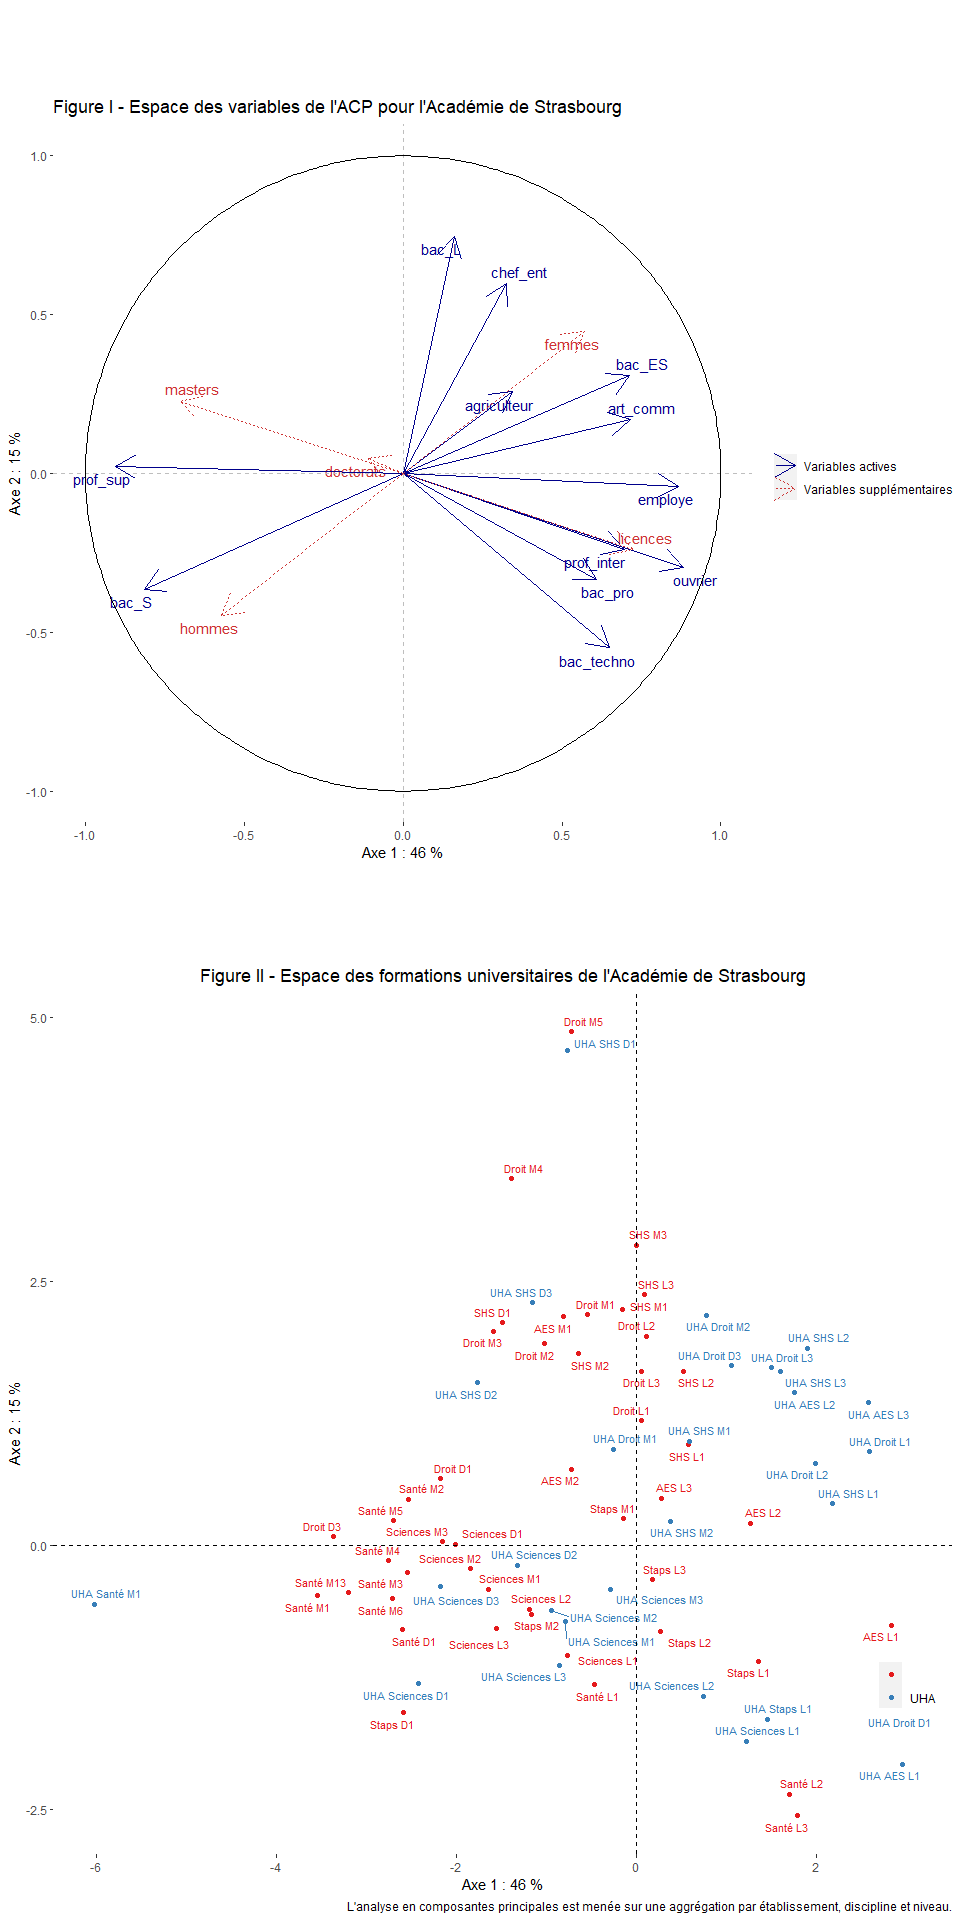 Figure I - Espace des variables de l'ACP pour l'Académie de Strasbourg
1.0
bac_L
chef_ent
0.5
femmes
bac_ES
masters
agriculteur
art_comm
Axe 2 : 15 %
0.0
prof_sup
doctorats
employe
Variables actives
Variables supplémentaires
licences
prof_inter
ouvrier
bac_S
bac_pro
hommes
-0.5
bac_techno
-1.0
-1.0
-0.5
0.0
0.5
1.0
Axe 1 : 46 %
Figure II - Espace des formations universitaires de l'Académie de Strasbourg
5.0
Droit M5
UHA SHS D1
Droit M4
SHS M3
2.5
SHS L3
UHA SHS D3
SHS D1
Droit M1
SHS M1
AES M1
Droit L2
UHA Droit M2
UHA SHS L2
Droit M3
Droit M2
SHS M2
UHA Droit D3
UHA Droit L3
UHA SHS D2
Droit L3
SHS L2
UHA SHS L3
UHA AES L2
Droit L1
UHA AES L3
UHA Droit M1
UHA SHS M1
SHS L1
UHA Droit L1
Axe 2 : 15 %
Droit D1
AES M2
UHA Droit L2
Santé M2
AES L3
UHA SHS L1
Santé M5
Staps M1
AES L2
Droit D3
Sciences M3
Sciences D1
UHA SHS M2
0.0
Santé M4
Sciences M2
UHA Sciences D2
Staps L3
UHA Santé M1
Santé M13
Santé M3
Sciences M1
Santé M1
Santé M6
UHA Sciences D3
Sciences L2
UHA Sciences M3
Staps M2
UHA Sciences M2
Santé D1
Sciences L3
UHA Sciences M1
Staps L2
AES L1
Sciences L1
Staps L1
UHA Sciences L3
UHA Sciences D1
Santé L1
UHA Sciences L2
UHA
Staps D1
UHA Staps L1
UHA Droit D1
UHA Sciences L1
UHA AES L1
Santé L2
-2.5
Santé L3
-6
-4
-2
0
2
Axe 1 : 46 %
L'analyse en composantes principales est menée sur une aggrégation par établissement, discipline et niveau.